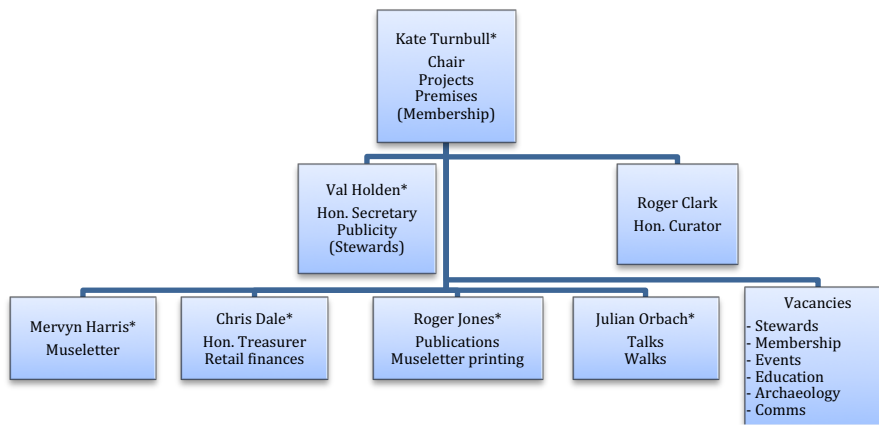 Kate Turnbull*
Chair
Projects
Premises
(Membership)
Val Holden*
Hon. Secretary
Publicity
(Stewards)
Roger Clark
Hon. Curator
Mervyn Harris*
Museletter
Chris Dale*
Hon. Treasurer
Retail finances
Roger Jones*
Publications
Museletter printing
Julian Orbach*
Talks
Walks
Vacancies
- Stewards
- Membership
- Events
- Education
- Archaeology
- Comms